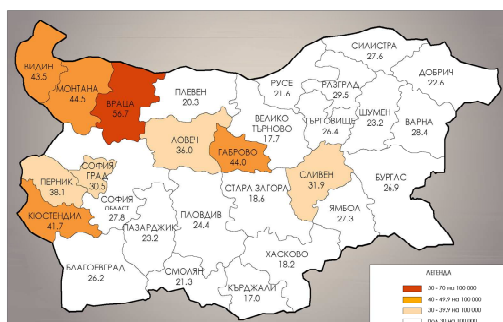 СИЛИСТРА
27.6
ВИДИН
43.5
МОНТАНА
44.5
ВРАЦА
56.7
ПЛЕВЕН
20.3
РУСЕ
21.6
РАЗГРАД
29.5
ДОБРИЧ
22.6
ТЪРГОВИЩЕ
26.4
ШУМЕН
23.2
ВАРНА
28.4
ВЕЛИКО
ТЪРНОВО
17.7
ЛОВЕЧ
36.0
ГАБРОВО
44.0
СОФИЯ
ГРАД
30.5
ПЕРНИК
38.1
СЛИВЕН
31.9
БУРГАС
26.9
СОФИЯ
ОБЛАСТ
27.8
СТАРА ЗАГОРА
18.6
КЮСТЕНДИЛ
41.7
ПЛОВДИВ
24.4
ЯМБОЛ
27.3
ПАЗАРДЖИК
23.2
ХАСКОВО
18.2
БЛАГОЕВГРАД
26.2
СМОЛЯН
21.3
КЪРДЖАЛИ
17.0
ЛЕГЕНДА
50 - 70 на 100 000
40 - 49.9 на 100 000
30 - 39.9 на 100 000
под 30 на 100 000